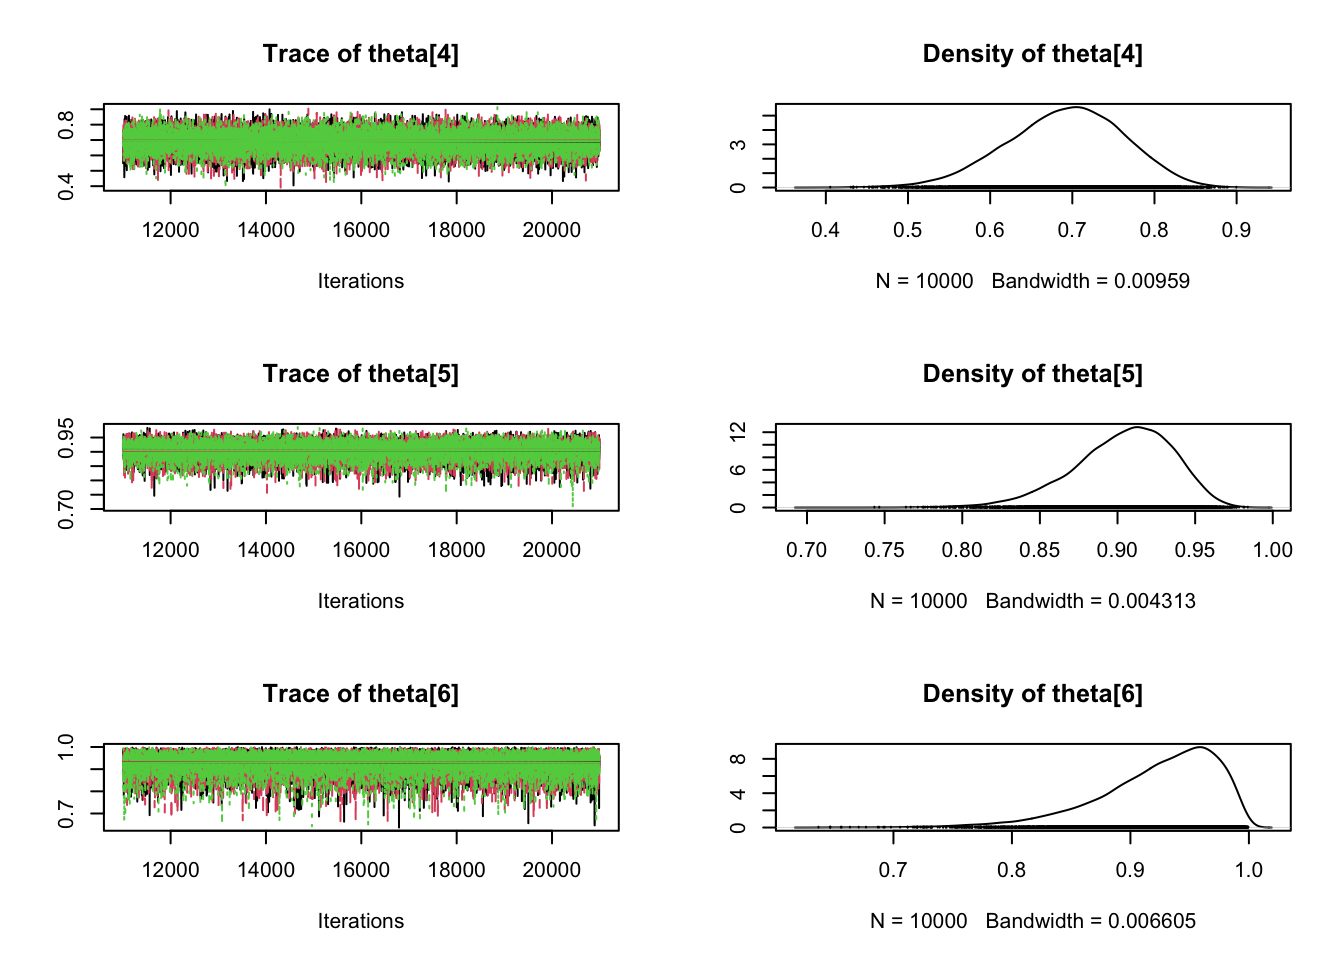 Trace of theta[4]
0.4 0.8
12000 14000 16000 18000 20000
Iterations
Density of theta[4]
0 3
0.4 0.5 0.6 0.7 0.8 0.9
N = 10000 Bandwidth = 0.00959
Trace of theta[5]
0.70 0.95
12000 14000 16000 18000 20000
Iterations
Density of theta[5]
0 6 12
0.70 0.75 0.80 0.85 0.90 0.95 1.00
N = 10000 Bandwidth = 0.004313
Trace of theta[6]
0.7 1.0
12000 14000 16000 18000 20000
Iterations
Density of theta[6]
0 4 8
0.7 0.8 0.9 1.0
N = 10000 Bandwidth = 0.006605